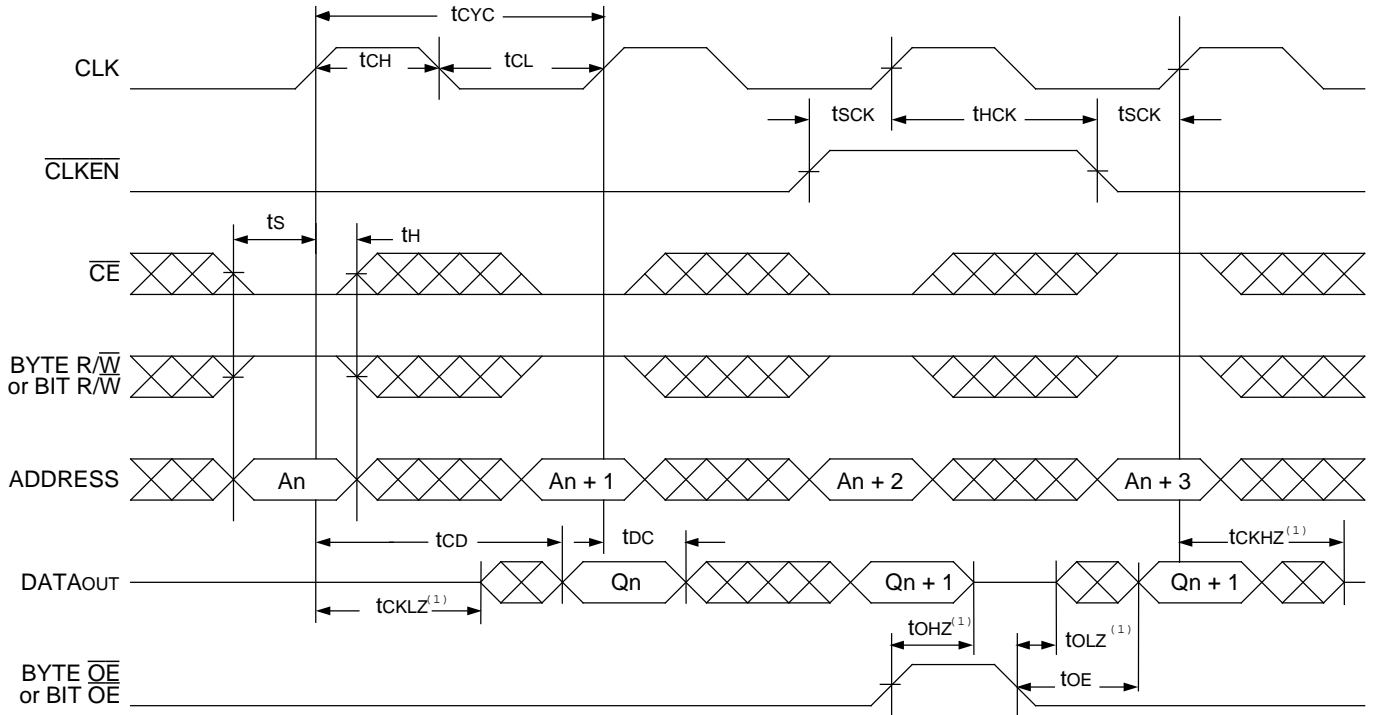 tCYC
CLK
tCH
tCL
tSCK
tHCK
tSCK
CLKEN
tS
tH
CE
BYTE R/W
or BIT R/W
ADDRESS
An
An + 1
An + 2
An + 3
tCD
tDC
tCKHZ(1)
DATAOUT
Qn
Qn + 1
Qn + 1
tCKLZ(1)
tOHZ(1)
tOLZ(1)
BYTE OE
or BIT OE
tOE